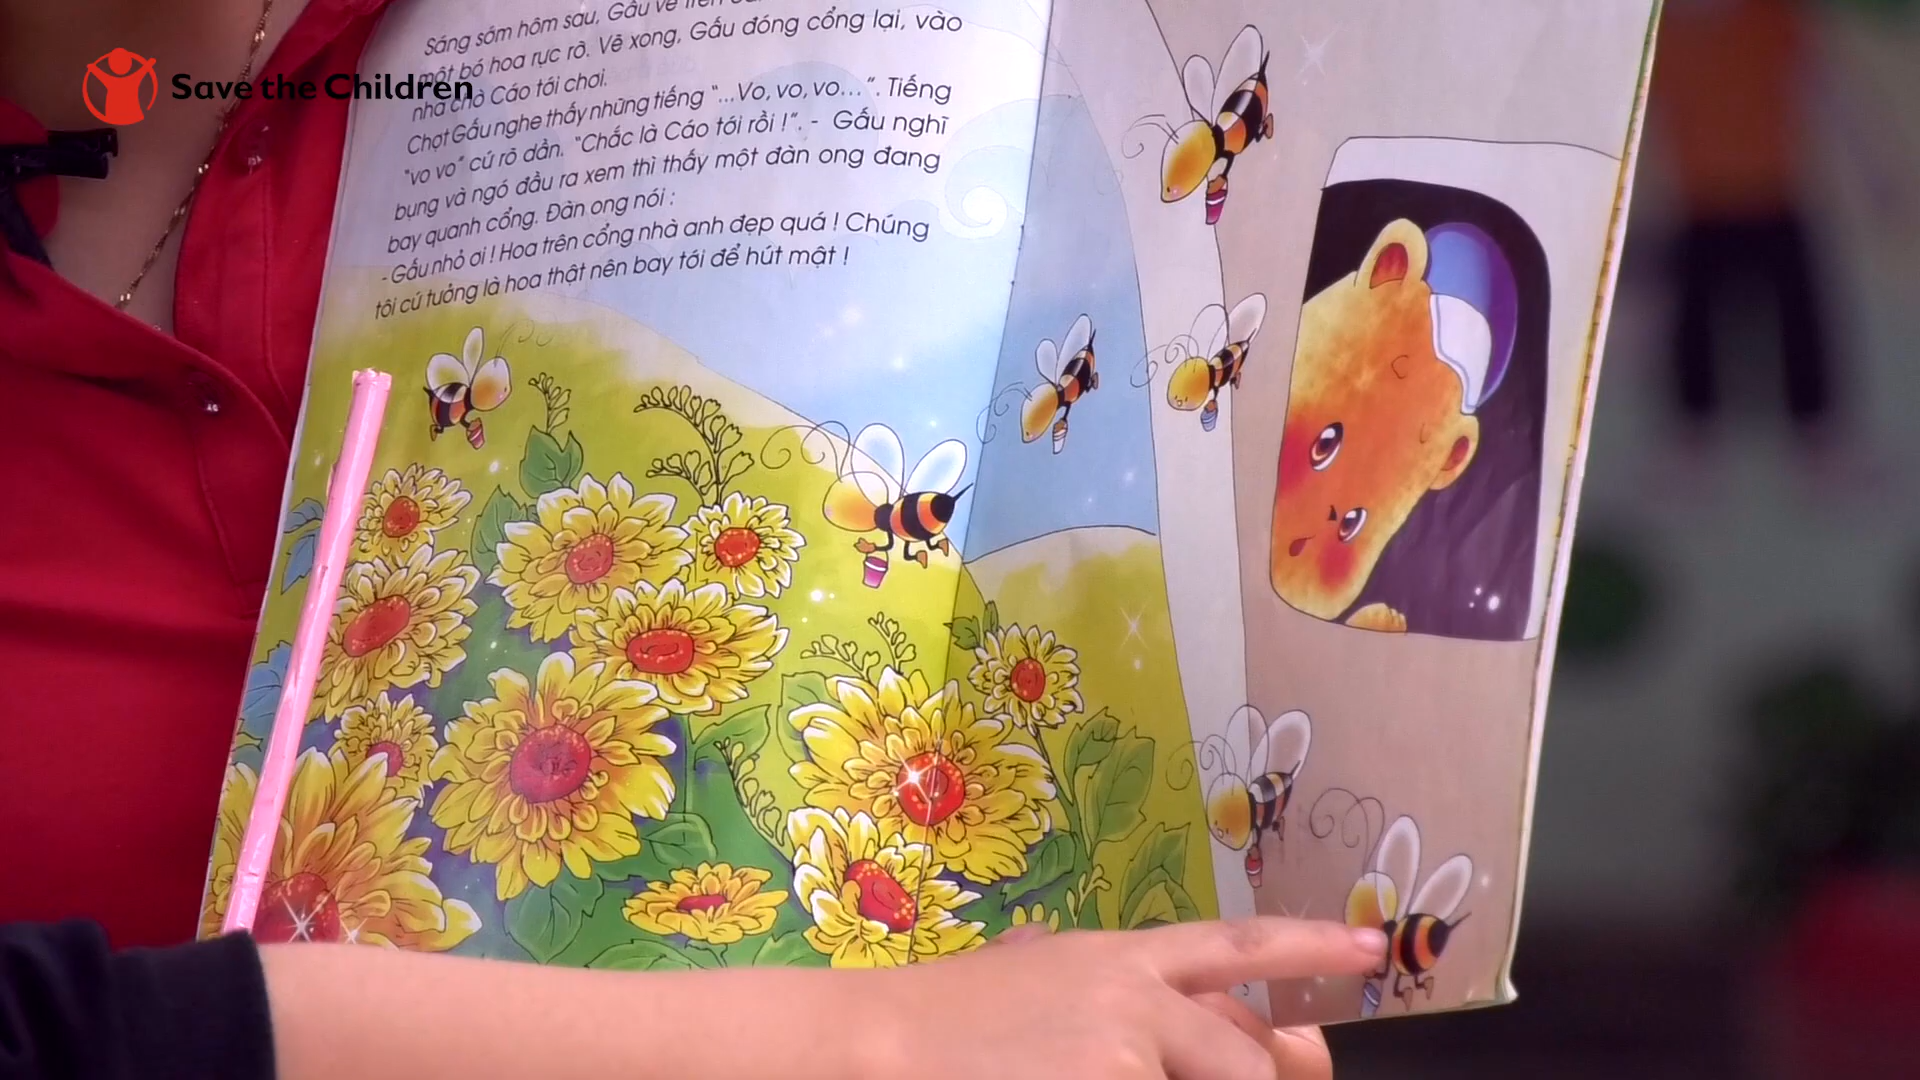 Save the Children
Sáng sớm hôm sau, Gấu vẽ trên
một bó hoa rực rỡ. Vẽ xong, Gấu đóng cổng lại, vào
nhà chờ Cáo tới chơi.
Chợt Gấu nghe thấy những tiếng “...Vo, vo, vo...”. Tiếng
“vo vo” cứ rõ dần. “Chắc là Cáo tới rồi !”. - Gấu nghĩ
bụng và ngó đầu ra xem thì thấy một đàn ong đang
bay quanh cổng. Đàn ong nói :
- Gấu nhỏ ơi ! Hoa trên cổng nhà anh đẹp quá ! Chúng
tôi cứ tưởng là hoa thật nên bay tới để hút mật !